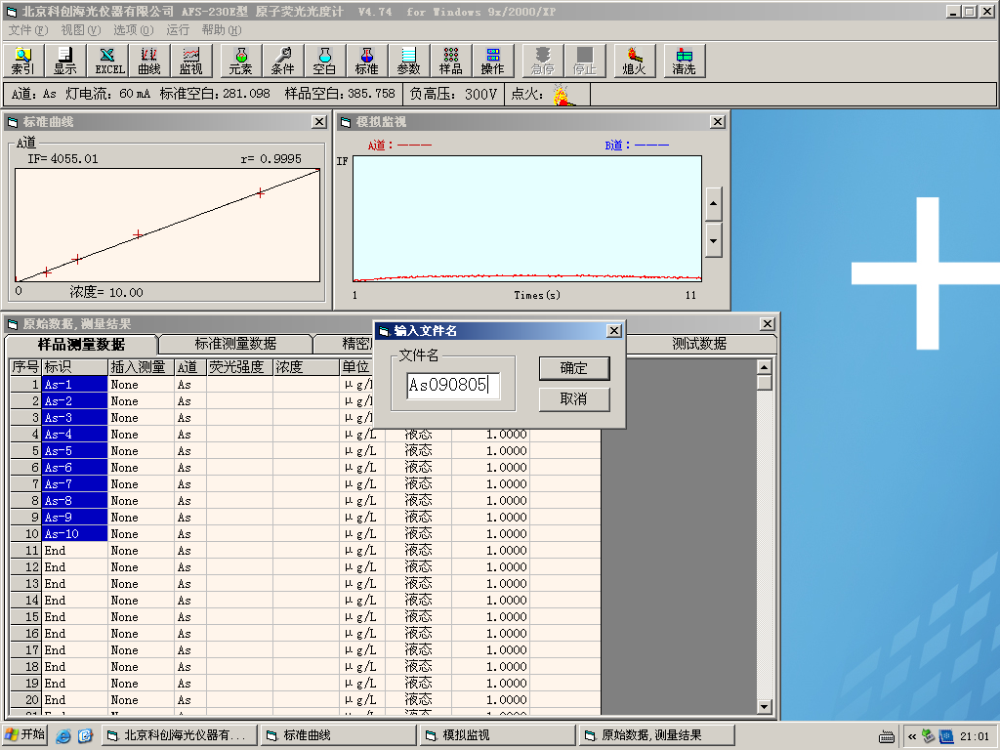 北京科创海光仪器有限公司 AFS-230E型 原子荧光光度计 V4.74 for Windows 9x/2000/XP
文件(F) 视图(V) 选项(O) 运行 帮助(H)
索引 显示 EXCEL 曲线 监视 元素 条件 空白 标准 参数 样品 操作 急停 停止 熄火 清洗
A道: As 灯电流: 60 mA 标准空白:281.098 样品空白:385.758 负高压: 300V 点火:
标准曲线
A道
IF= 4055.01 r= 0.9995
0 浓度= 10.00
模拟监视
A道:——— B道:———
IF
1 Times(s) 11
原始数据,测量结果
样品测量数据 标准测量数据 精密 测试数据
输入文件名
文件名
As090805
确定
取消
序号 标识 插入测量 A道 荧光强度 浓度 单位
1 As-1 None As μg/
2 As-2 None As μg/
3 As-3 None As μg/
4 As-4 None As μg/L 液态 1.0000
5 As-5 None As μg/L 液态 1.0000
6 As-6 None As μg/L 液态 1.0000
7 As-7 None As μg/L 液态 1.0000
8 As-8 None As μg/L 液态 1.0000
9 As-9 None As μg/L 液态 1.0000
10 As-10 None As μg/L 液态 1.0000
11 End None As μg/L 液态 1.0000
12 End None As μg/L 液态 1.0000
13 End None As μg/L 液态 1.0000
14 End None As μg/L 液态 1.0000
15 End None As μg/L 液态 1.0000
16 End None As μg/L 液态 1.0000
17 End None As μg/L 液态 1.0000
18 End None As μg/L 液态 1.0000
19 End None As μg/L 液态 1.0000
20 End None As μg/L 液态 1.0000
开始 北京科创海光仪器有... 标准曲线 模拟监视 原始数据,测量结果 « 21:01